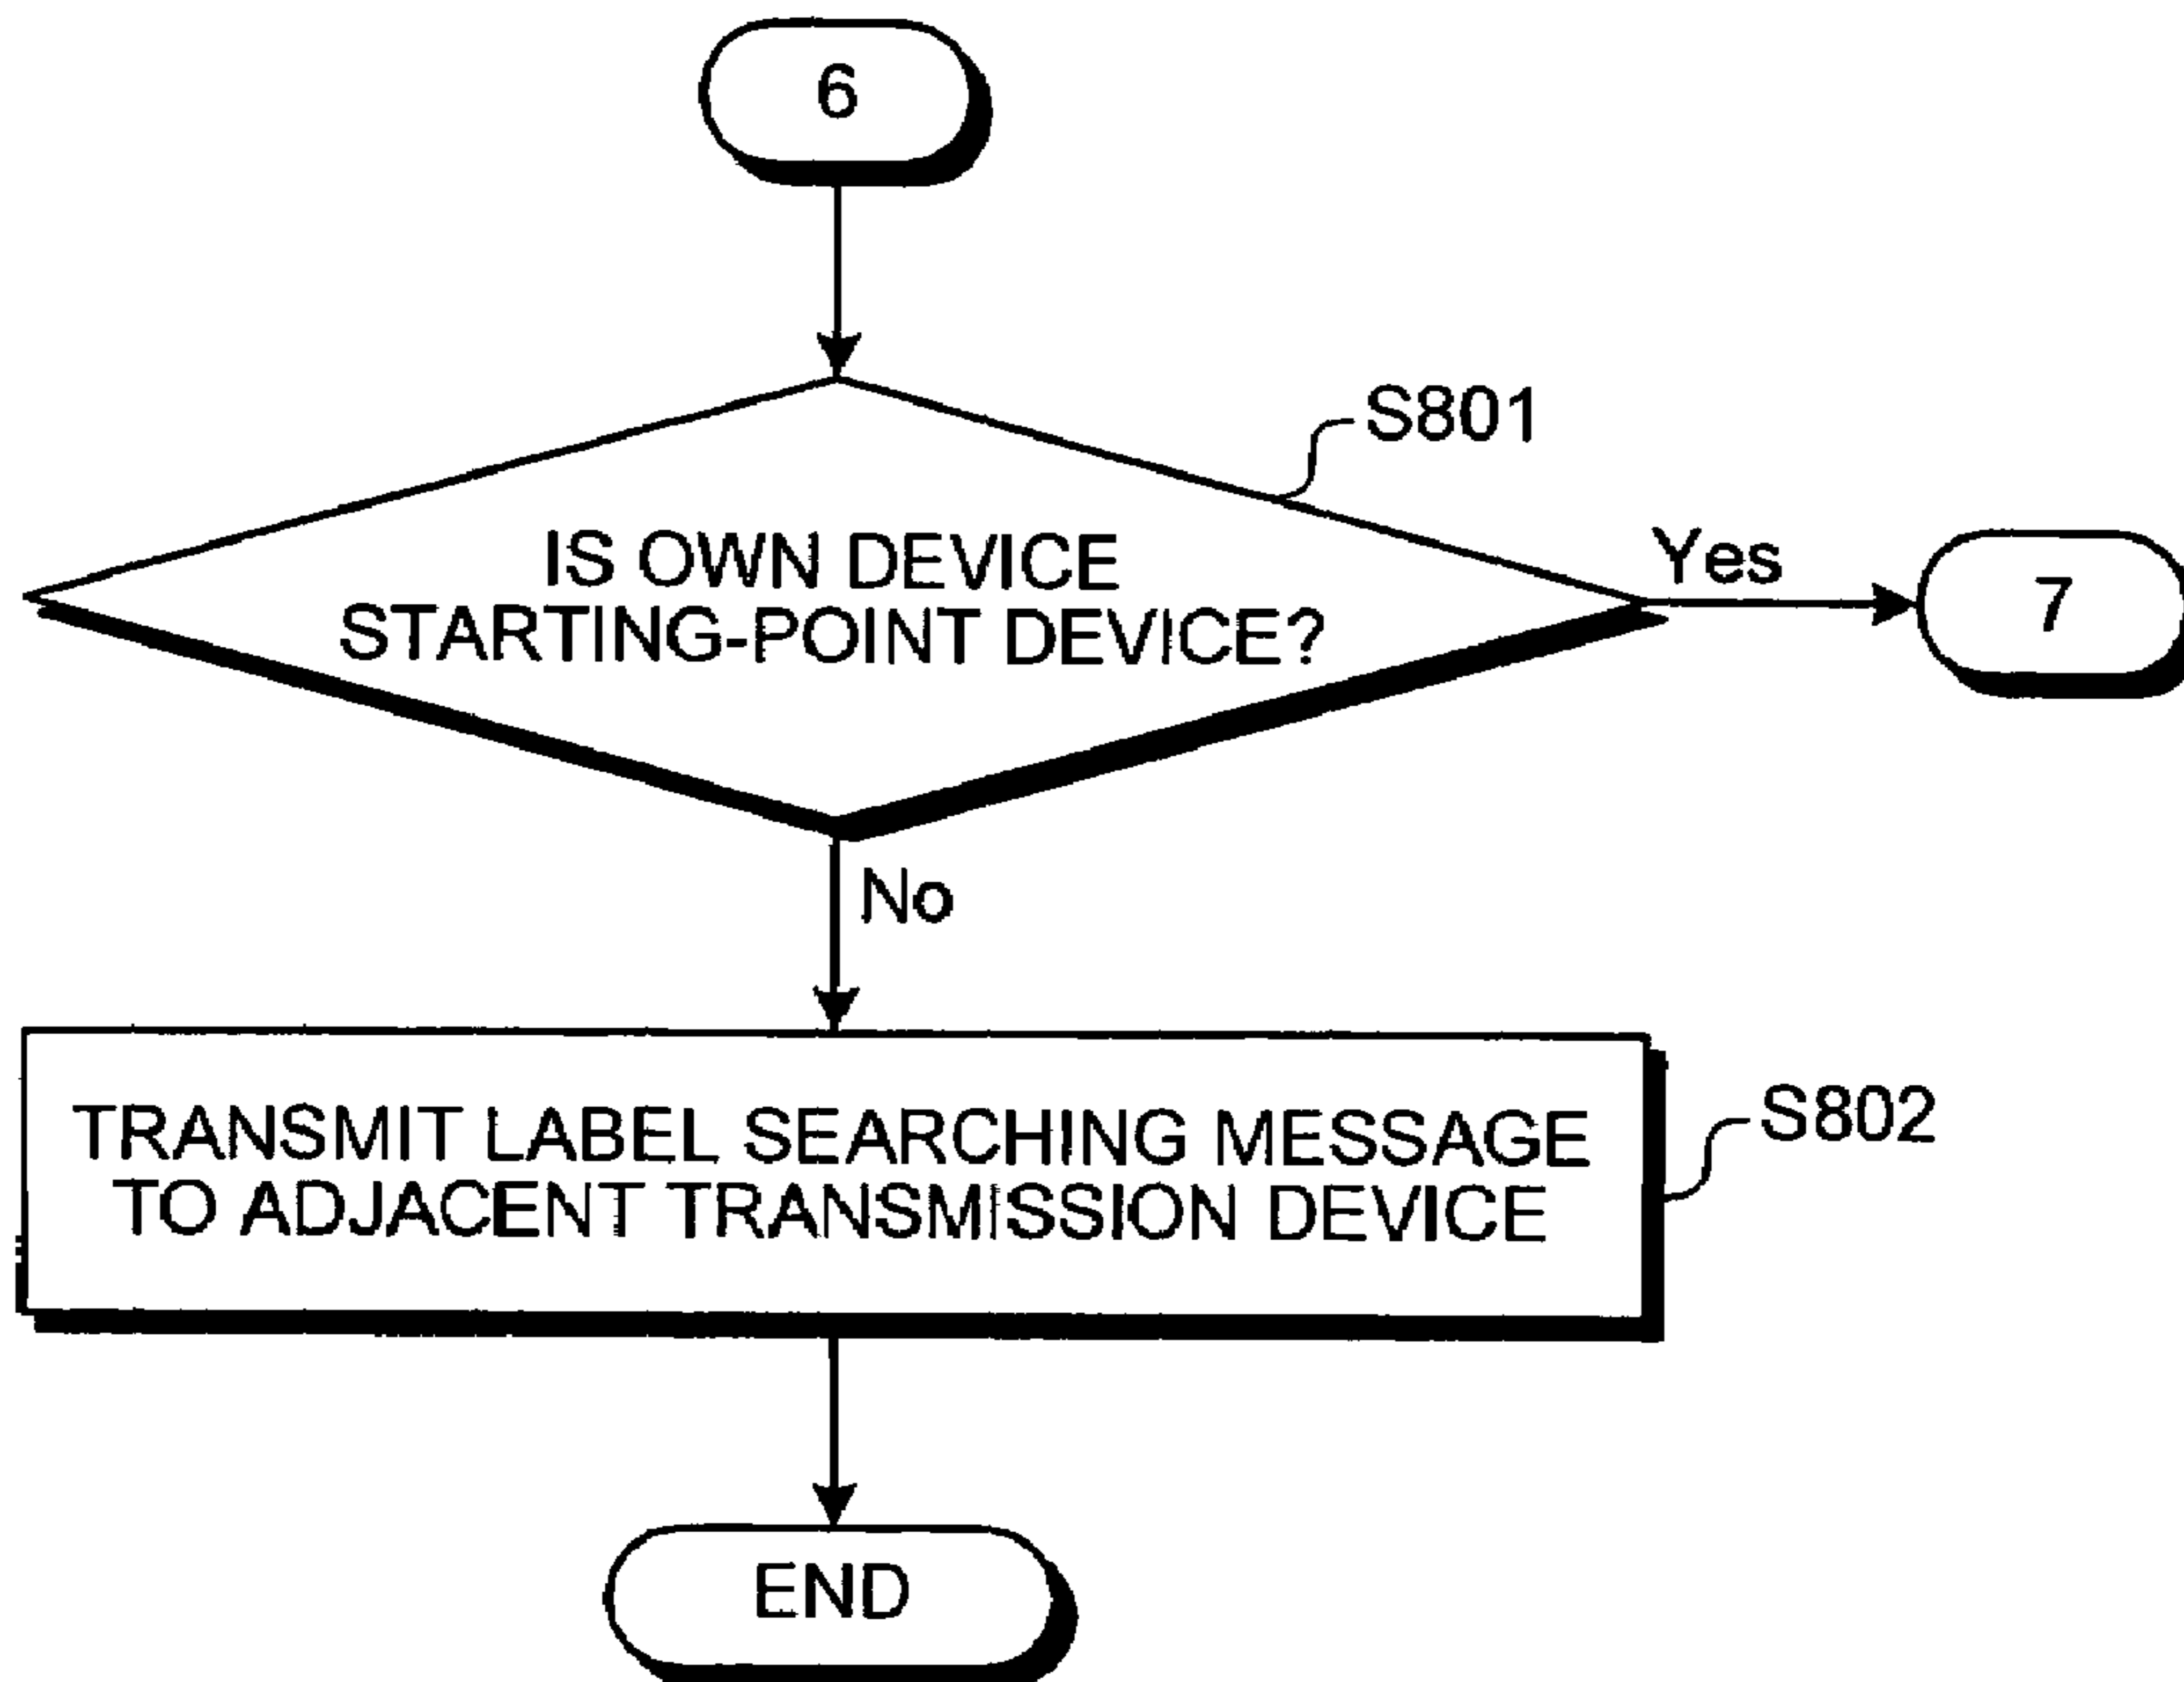 6
S801
IS OWN DEVICE
STARTING-POINT DEVICE?
Yes
7
No
TRANSMIT LABEL SEARCHING MESSAGE
TO ADJACENT TRANSMISSION DEVICE
S802
END